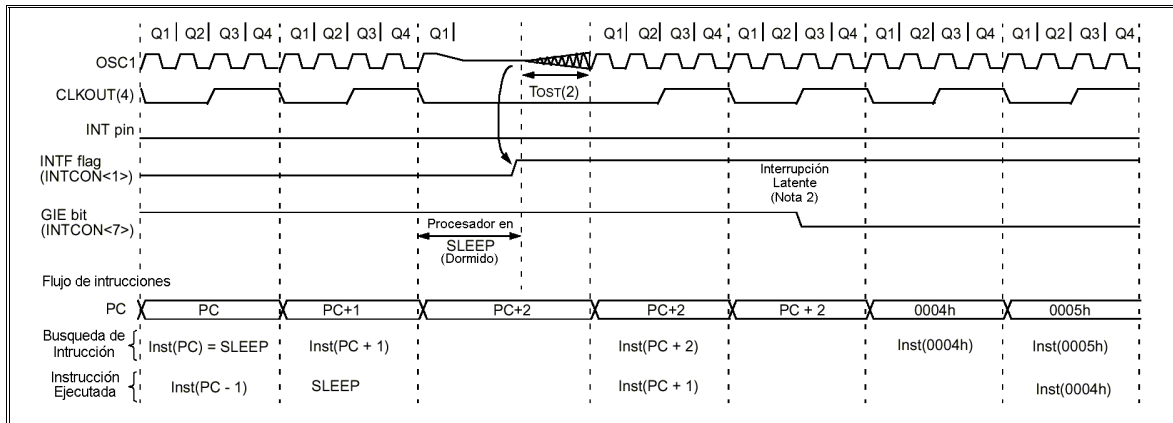 Q1 Q2 Q3 Q4 Q1 Q2 Q3 Q4 Q1 Q1 Q2 Q3 Q4 Q1 Q2 Q3 Q4 Q1 Q2 Q3 Q4 Q1 Q2 Q3 Q4
OSC1
TOST(2)
CLKOUT(4)
INT pin
INTF flag
(INTCON<1>)
Interrupción
Latente
(Nota 2)
GIE bit
(INTCON<7>)
Procesador en
SLEEP
(Dormido)
Flujo de intrucciones
PC PC PC+1 PC+2 PC+2 PC + 2 0004h 0005h
Busqueda de
Intrucción
Inst(PC) = SLEEP Inst(PC + 1) Inst(PC + 2) Inst(0004h) Inst(0005h)
Instrucción
Ejecutada
Inst(PC - 1) SLEEP Inst(PC + 1) Inst(0004h)